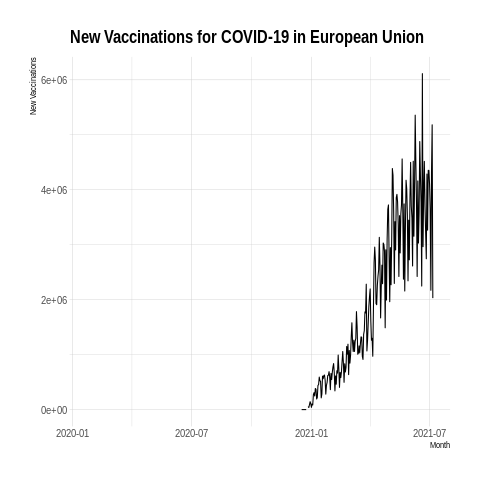 New Vaccinations for COVID-19 in European Union
New Vaccinations
6e+06
4e+06
2e+06
0e+00
2020-01 2020-07 2021-01 2021-07
Month